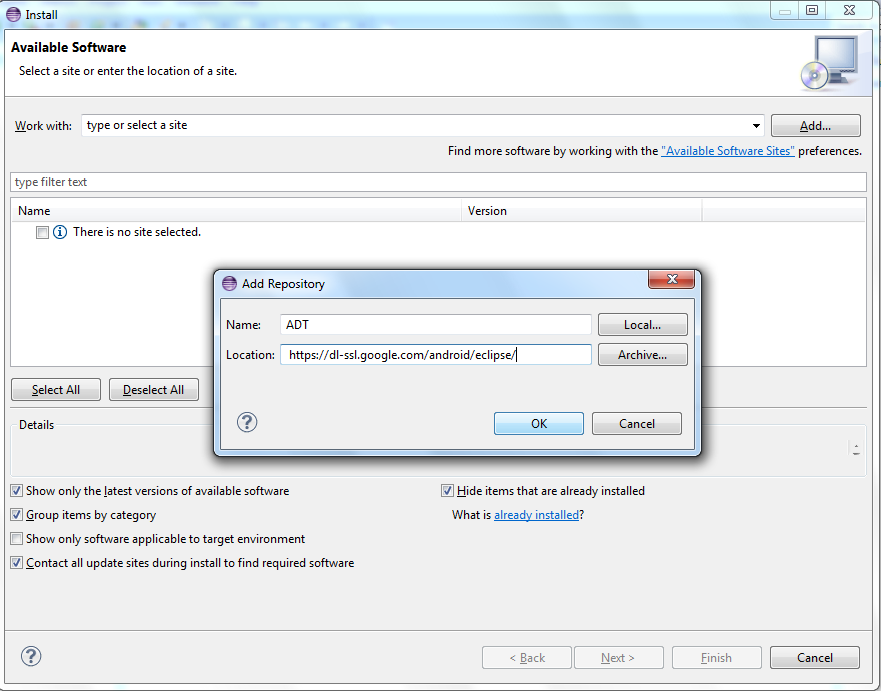 Install
Available Software
Select a site or enter the location of a site.
Work with: type or select a site Add...
Find more software by working with the "Available Software Sites" preferences.
type filter text
Name Version
There is no site selected.
Add Repository
Name: ADT Local...
Location: https://dl-ssl.google.com/android/eclipse/ Archive...
OK Cancel
Select All Deselect All
Details
Show only the latest versions of available software Hide items that are already installed
Group items by category What is already installed?
Show only software applicable to target environment
Contact all update sites during install to find required software
< Back Next > Finish Cancel